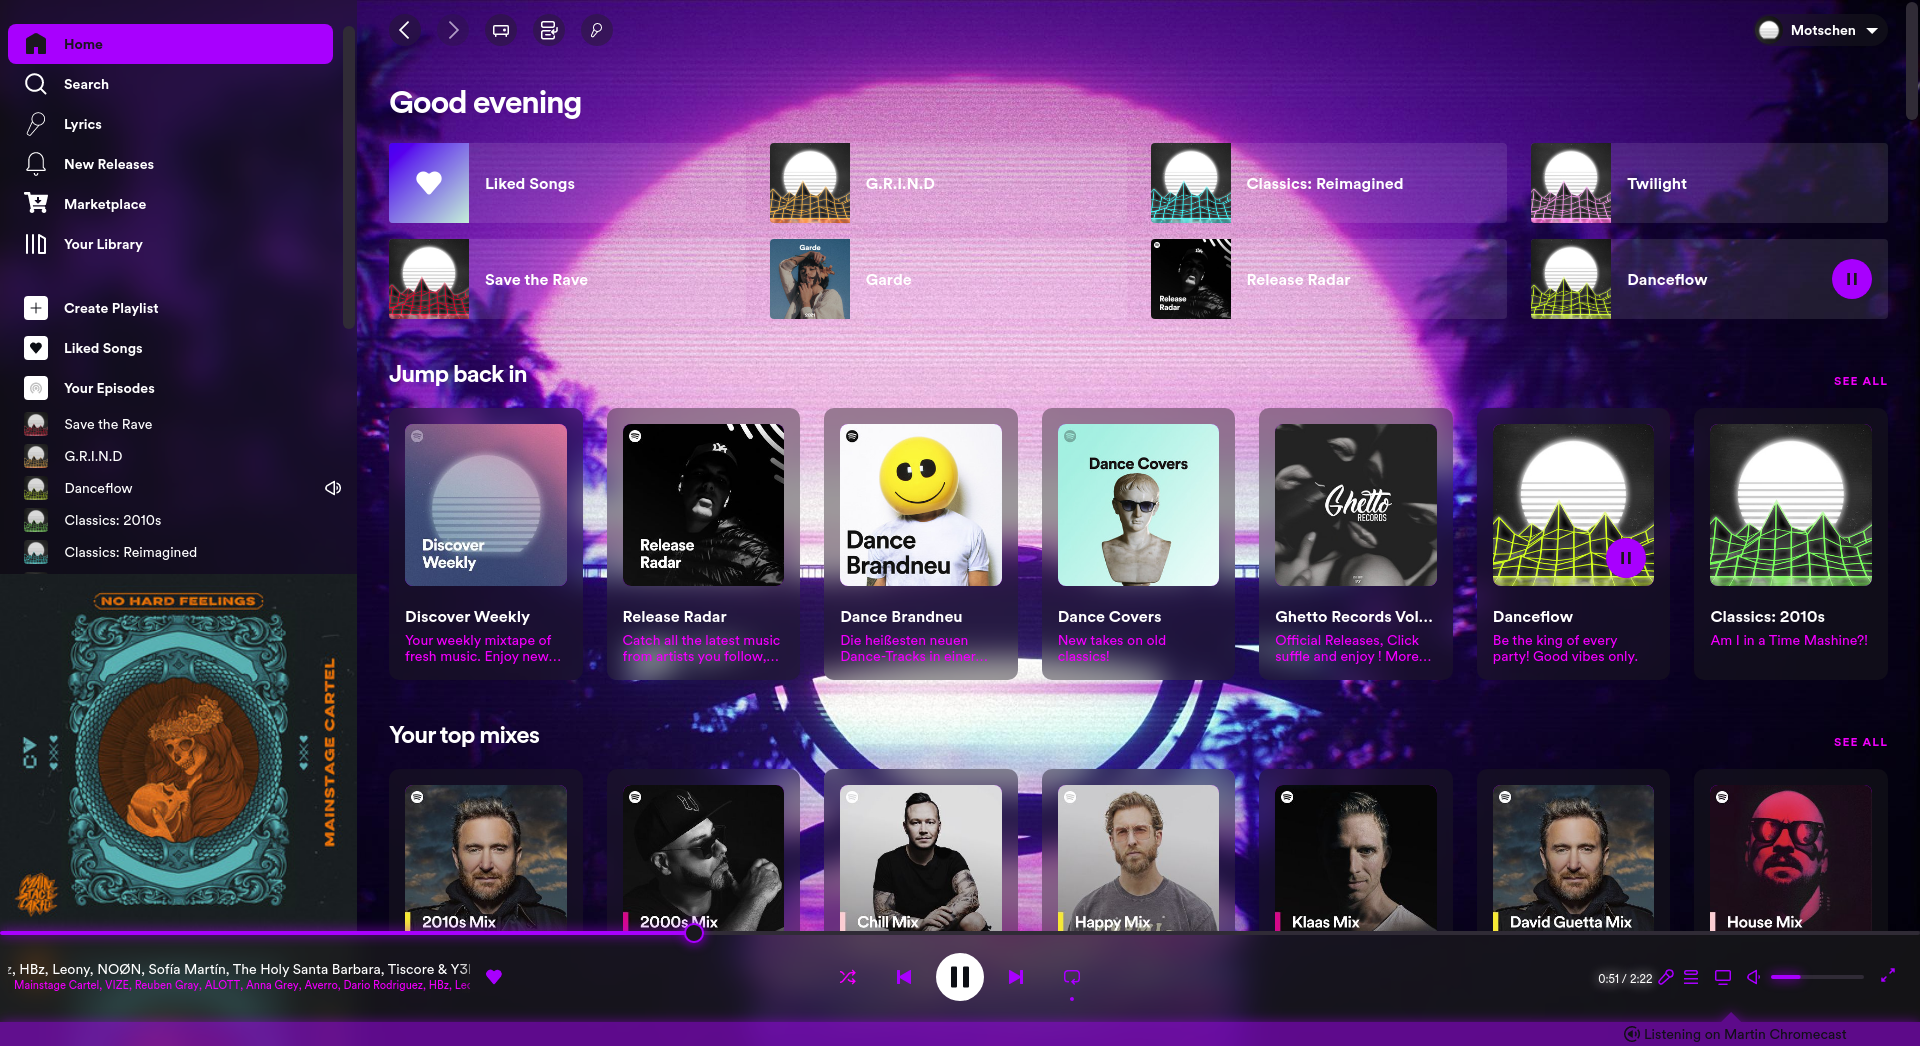 Home
Search
Lyrics
New Releases
Marketplace
Your Library
Create Playlist
Liked Songs
Your Episodes
Save the Rave
G.R.I.N.D
Danceflow
Classics: 2010s
Classics: Reimagined
NO HARD FEELINGS
MAINSTAGE CARTEL
Motschen
Good evening
Liked Songs
G.R.I.N.D
Classics: Reimagined
Twilight
Save the Rave
Garde
Garde
Release
Radar
Release Radar
Danceflow
Jump back in
SEE ALL
Discover
Weekly
Release
Radar
Dance
Brandneu
Dance Covers
Ghetto
RECORDS
Discover Weekly
Your weekly mixtape of
fresh music. Enjoy new...
Release Radar
Catch all the latest music
from artists you follow,...
Dance Brandneu
Die heißesten neuen
Dance-Tracks in einer...
Dance Covers
New takes on old
classics!
Ghetto Records Vol...
Official Releases, Click
suffle and enjoy ! More...
Danceflow
Be the king of every
party! Good vibes only.
Classics: 2010s
Am I in a Time Mashine?!
Your top mixes
SEE ALL
2010s Mix
2000s Mix
Chill Mix
Happy Mix
Klaas Mix
David Guetta Mix
House Mix
z, HBz, Leony, NOØN, Sofía Martín, The Holy Santa Barbara, Tiscore & Y3
Mainstage Cartel, VIZE, Reuben Gray, ALOTT, Anna Grey, Averro, Dario Rodriguez, HBz, Leo
0:51 / 2:22
Listening on Martin Chromecast